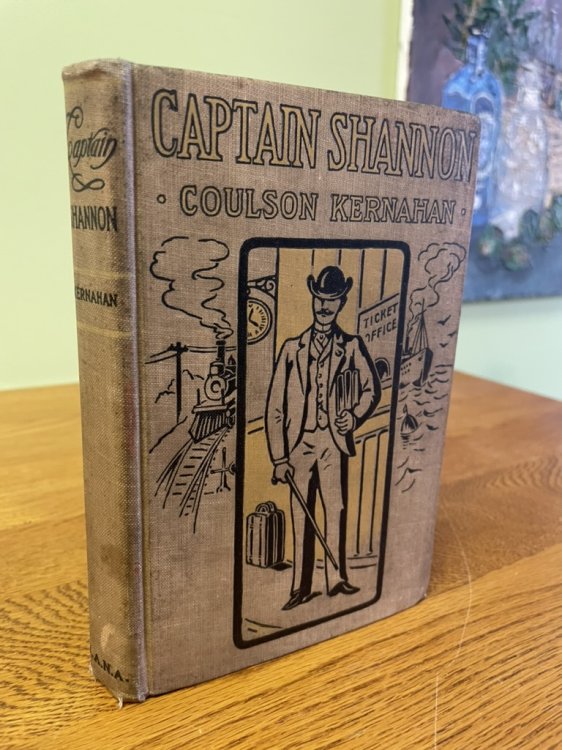 CAPTAIN SHANNON
· COULSON KERNAHAN ·
TICKET
OFFICE
Captain
SHANNON
KERNAHAN
A.N.A.